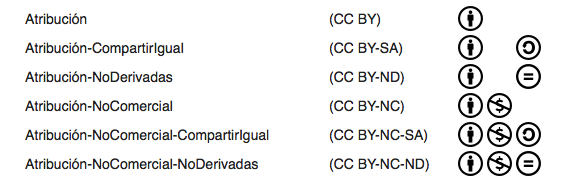 Atribución (CC BY)
Atribución-CompartirIgual (CC BY-SA)
Atribución-NoDerivadas (CC BY-ND)
Atribución-NoComercial (CC BY-NC)
Atribución-NoComercial-CompartirIgual (CC BY-NC-SA)
Atribución-NoComercial-NoDerivadas (CC BY-NC-ND)